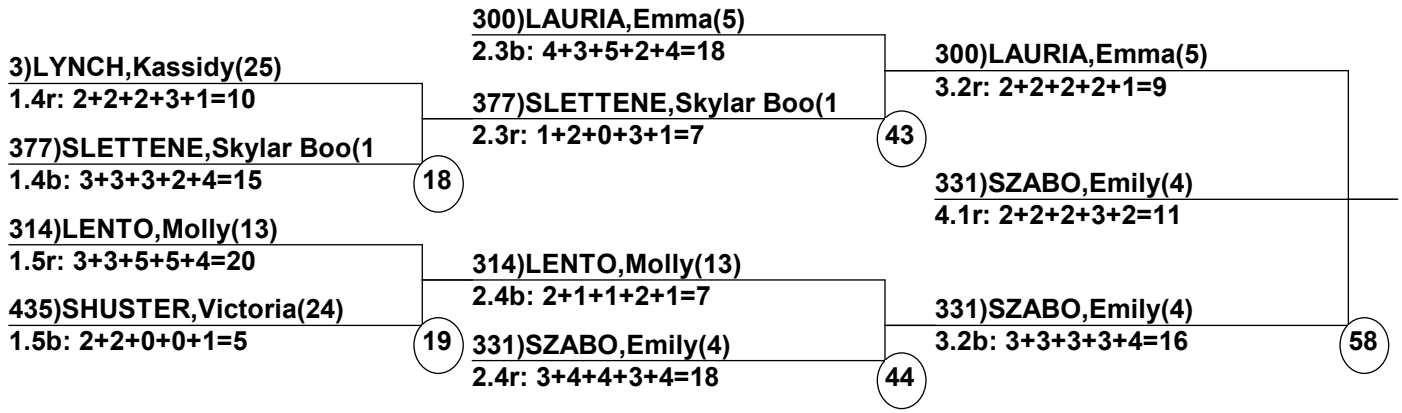 3)LYNCH,Kassidy(25)
1.4r: 2+2+2+3+1=10
377)SLETTENE,Skylar Boo(1
1.4b: 3+3+3+2+4=15
18
314)LENTO,Molly(13)
1.5r: 3+3+5+5+4=20
435)SHUSTER,Victoria(24)
1.5b: 2+2+0+0+1=5
19
300)LAURIA,Emma(5)
2.3b: 4+3+5+2+4=18
377)SLETTENE,Skylar Boo(1
2.3r: 1+2+0+3+1=7
43
314)LENTO,Molly(13)
2.4b: 2+1+1+2+1=7
331)SZABO,Emily(4)
2.4r: 3+4+4+3+4=18
44
300)LAURIA,Emma(5)
3.2r: 2+2+2+2+1=9
331)SZABO,Emily(4)
4.1r: 2+2+2+3+2=11
331)SZABO,Emily(4)
3.2b: 3+3+3+3+4=16
58